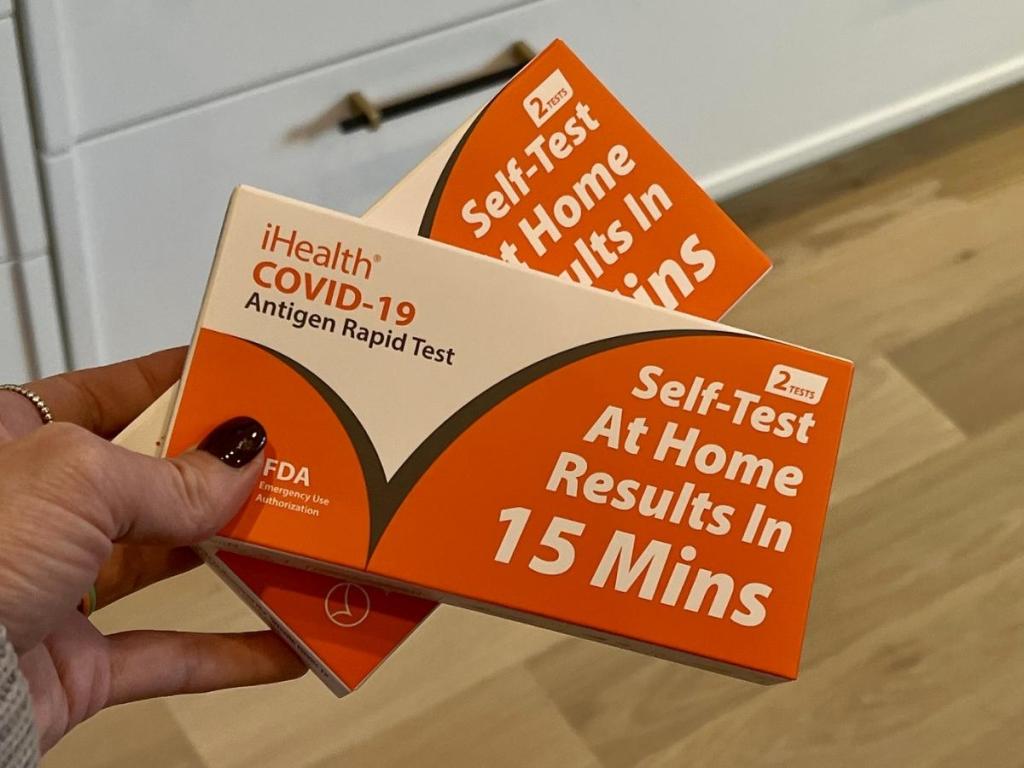 2 TESTS
Self-Test
At Home
Results In
Mins
iHealth®
COVID-19
Antigen Rapid Test
2 TESTS
Self-Test
At Home
Results In
15 Mins
FDA
Emergency Use
Authorization